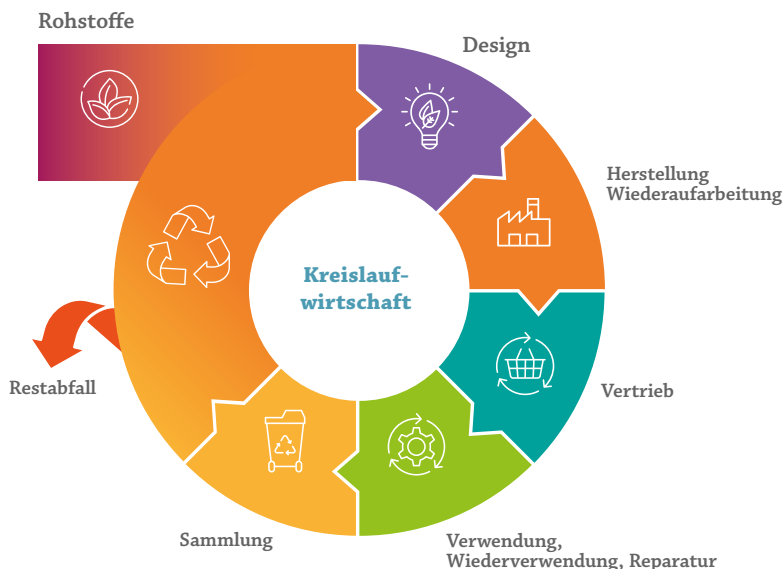 Rohstoffe
Design
Herstellung
Wiederaufarbeitung
Kreislauf-
wirtschaft
Vertrieb
Restabfall
Sammlung
Verwendung,
Wiederverwendung, Reparatur